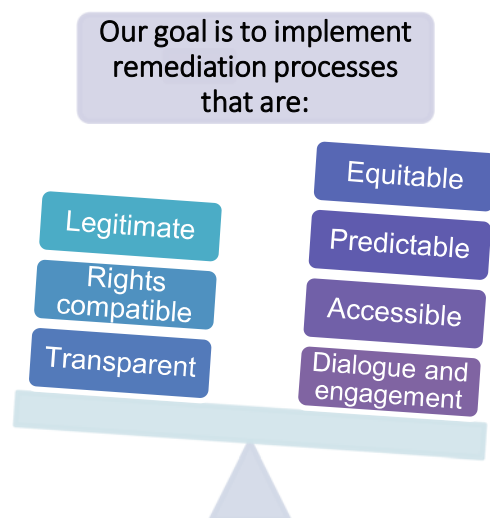 Our goal is to implement
remediation processes
that are:
Legitimate
Rights
compatible
Transparent
Equitable
Predictable
Accessible
Dialogue and
engagement